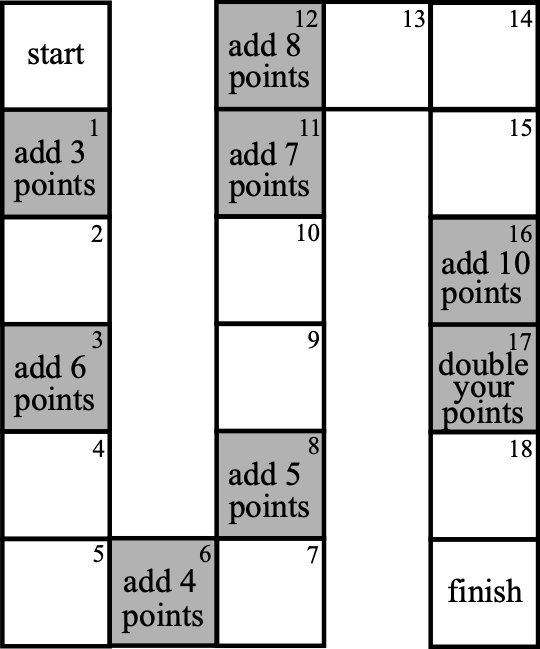 start
12
add 8
points
13
14
1
add 3
points
11
add 7
points
15
2
10
16
add 10
points
3
add 6
points
9
17
double
your
points
4
8
add 5
points
18
5
6
add 4
points
7
finish